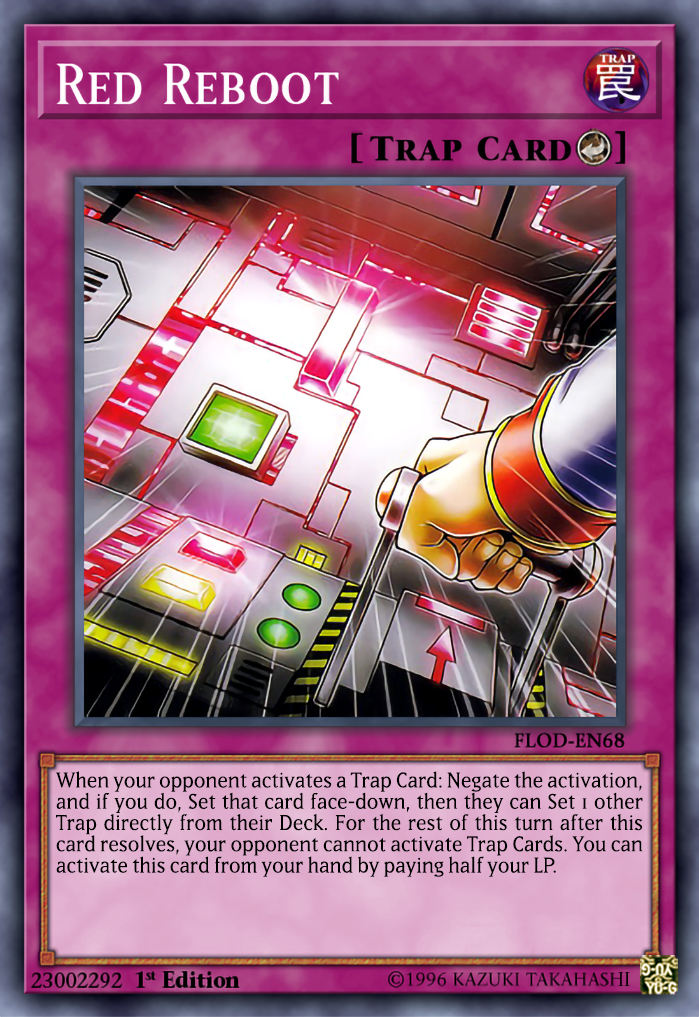 RED REBOOT
TRAP
罠
[ TRAP CARD ]
FLOD-EN68
When your opponent activates a Trap Card: Negate the activation,
and if you do, Set that card face-down, then they can Set 1 other
Trap directly from their Deck. For the rest of this turn after this
card resolves, your opponent cannot activate Trap Cards. You can
activate this card from your hand by paying half your LP.
23002292 1st Edition ©1996 KAZUKI TAKAHASHI